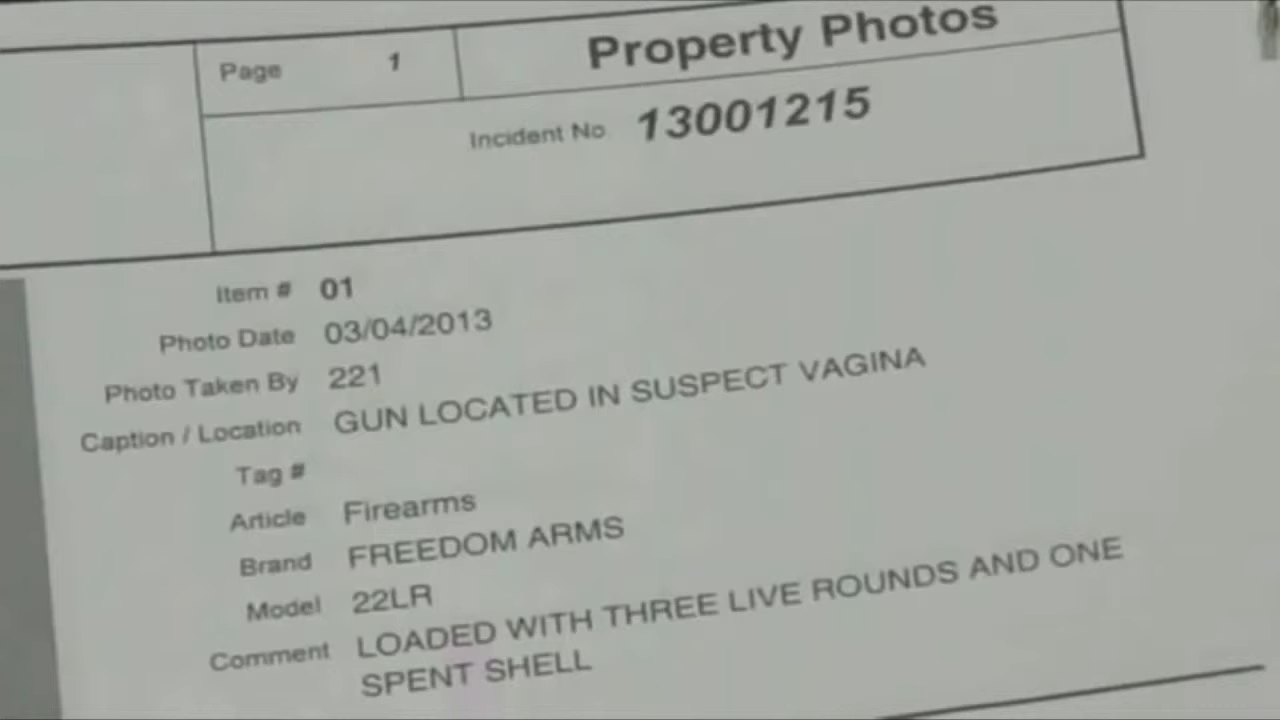 Page 1 Property Photos
Incident No 13001215
Item # 01
Photo Date 03/04/2013
Photo Taken By 221
Caption / Location GUN LOCATED IN SUSPECT VAGINA
Tag #
Article Firearms
Brand FREEDOM ARMS
Model 22LR
Comment LOADED WITH THREE LIVE ROUNDS AND ONE
SPENT SHELL